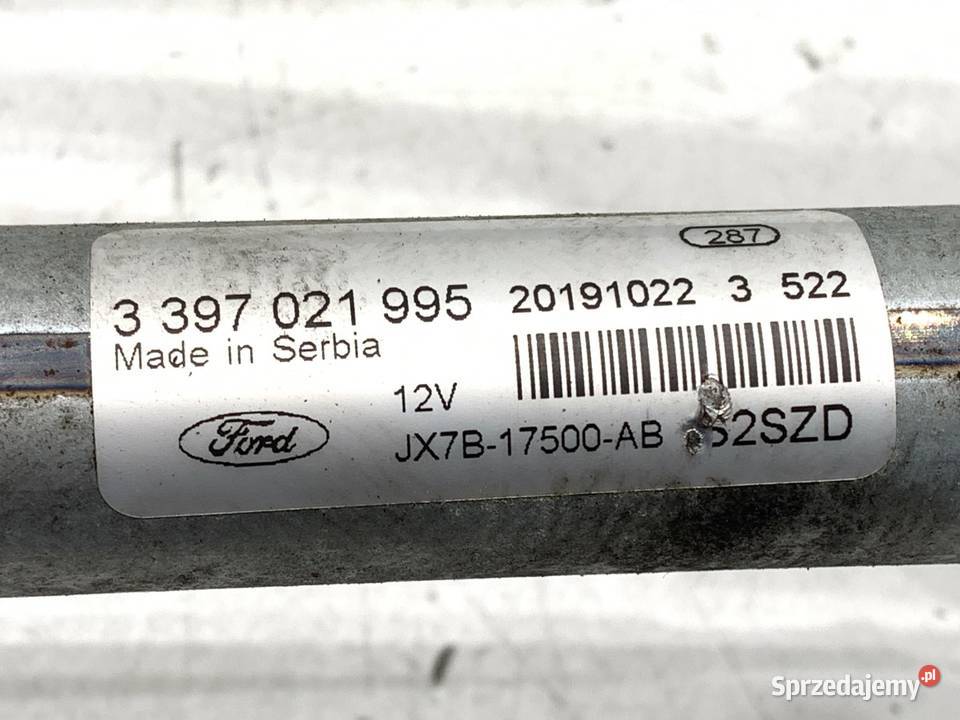 287
3 397 021 995 20191022 3 522
Made in Serbia
12V
Ford JX7B-17500-AB
Sprzedajemy.pl